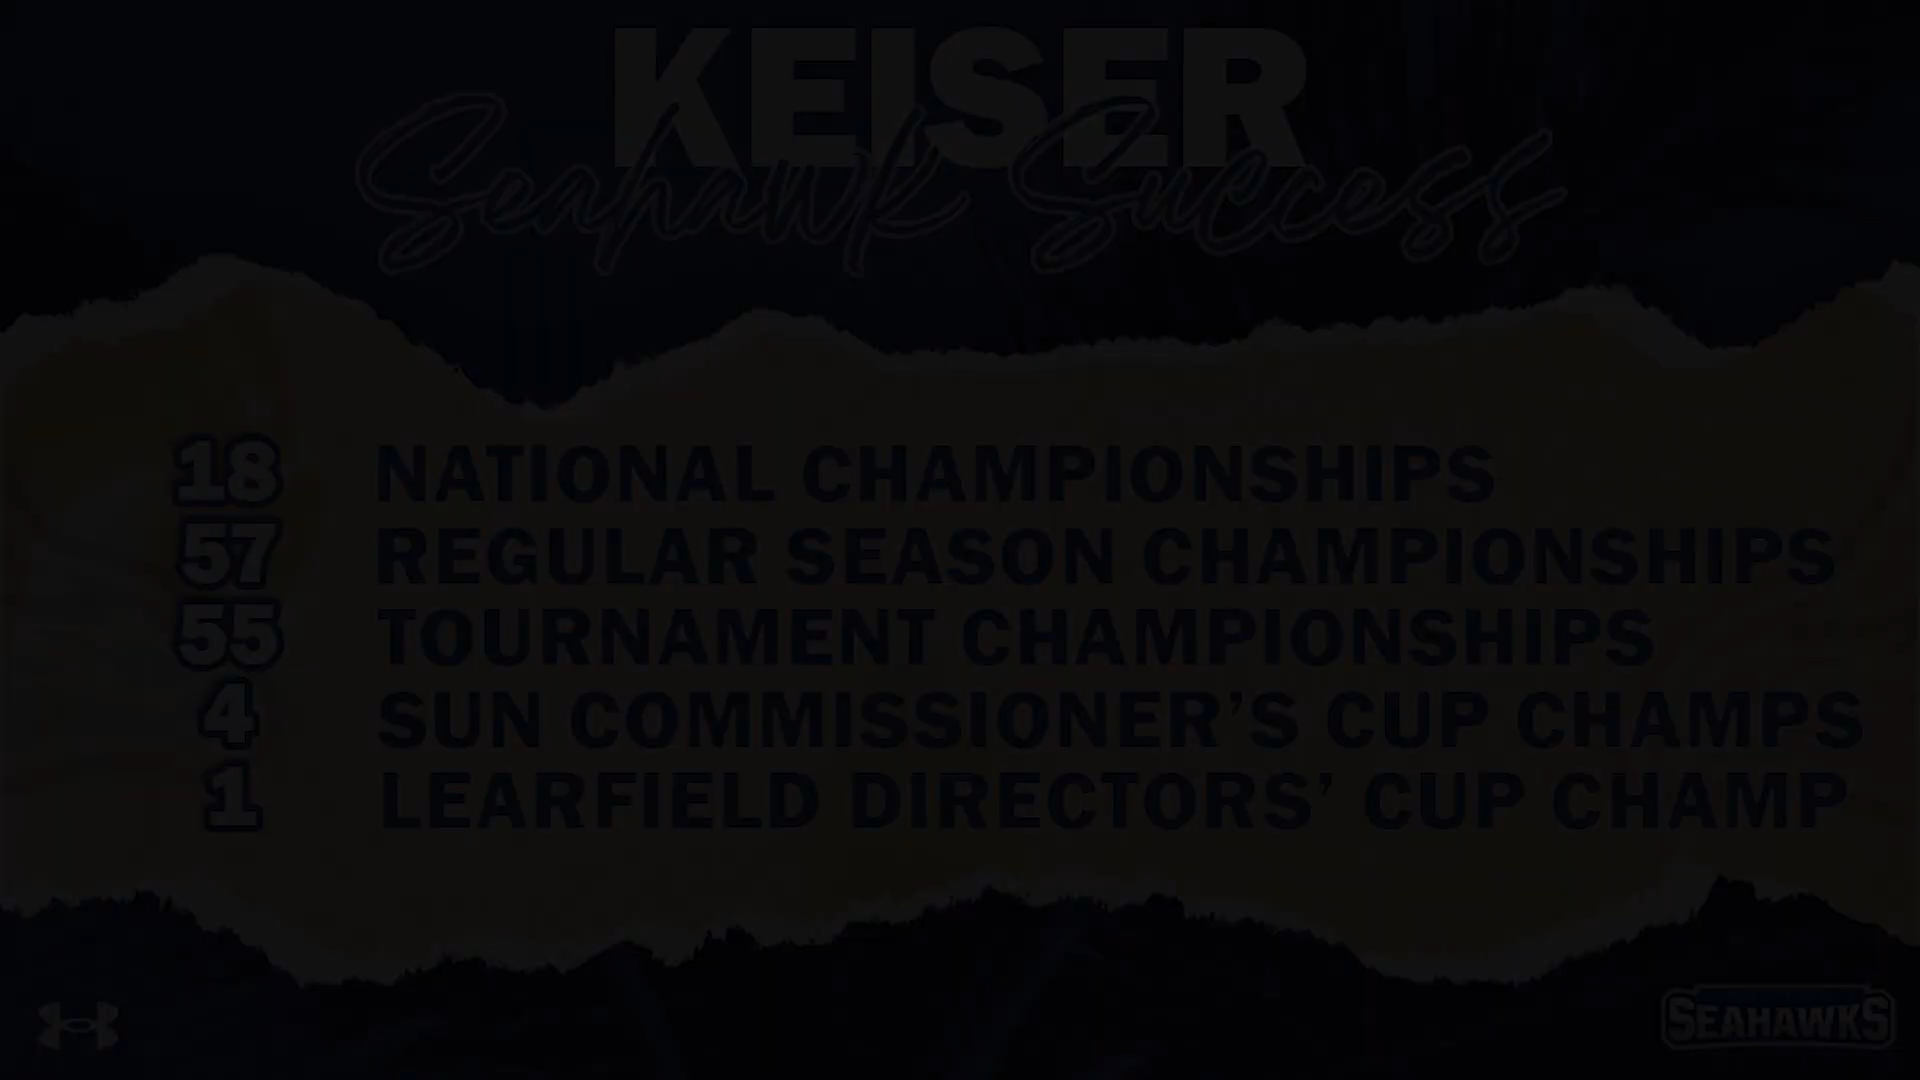 KEISER
Seahawk Success
18 NATIONAL CHAMPIONSHIPS
57 REGULAR SEASON CHAMPIONSHIPS
55 TOURNAMENT CHAMPIONSHIPS
4 SUN COMMISSIONER’S CUP CHAMPS
1 LEARFIELD DIRECTORS’ CUP CHAMP
SEAHAWKS